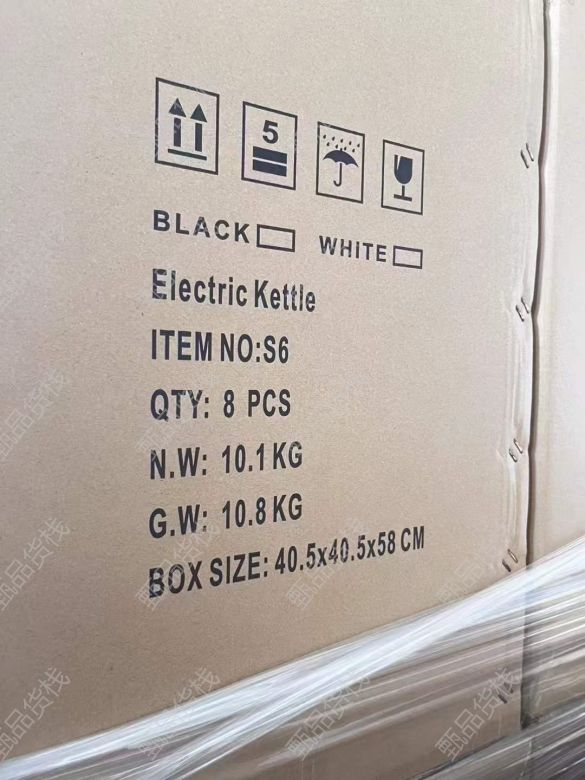 5
BLACK WHITE
Electric Kettle
ITEM NO:S6
QTY: 8 PCS
N.W: 10.1 KG
G.W: 10.8 KG
BOX SIZE: 40.5x40.5x58 CM
甄品货栈